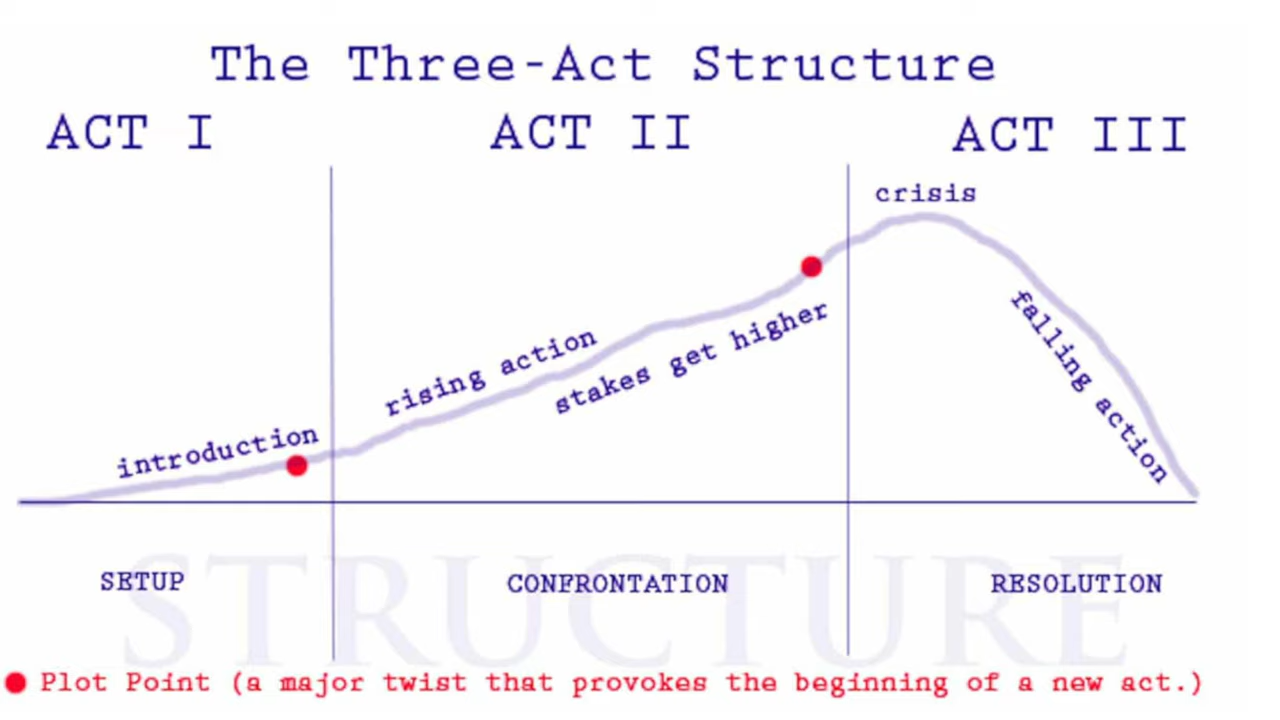 The Three-Act Structure
ACT I
ACT II
ACT III
crisis
falling action
rising action
stakes get higher
introduction
STRUCTURE
SETUP
CONFRONTATION
RESOLUTION
Plot Point (a major twist that provokes the beginning of a new act.)